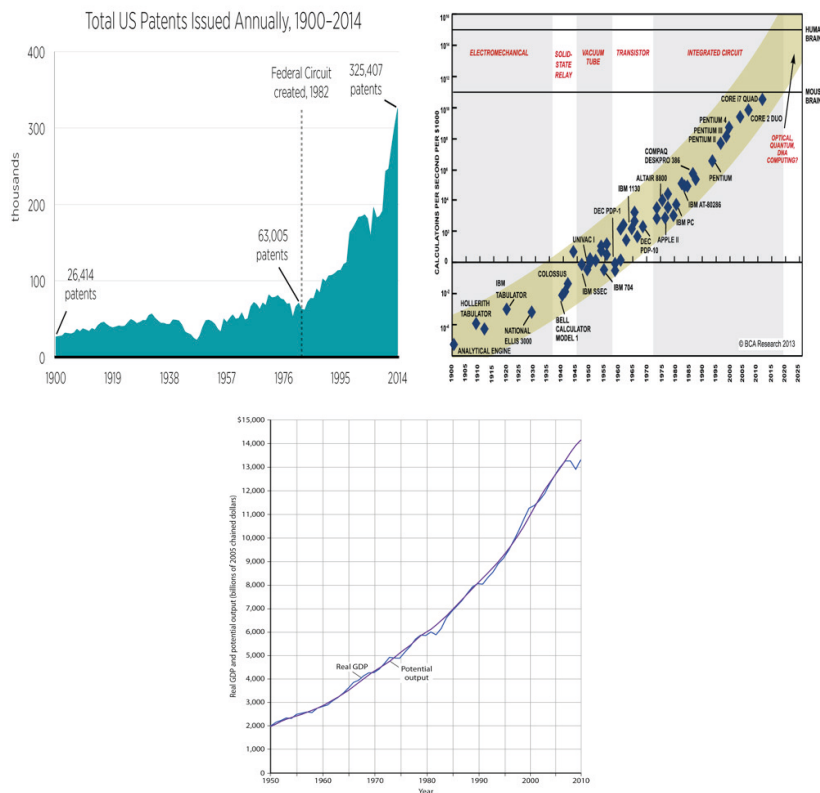 Total US Patents Issued Annually, 1900–2014
400
300
200
100
0
thousands
26,414
patents
63,005
patents
Federal Circuit
created, 1982
325,407
patents
1900
1919
1938
1957
1976
1995
2014
CALCULATIONS PER SECOND PER $1000
ELECTROMECHANICAL
SOLID-
STATE
RELAY
VACUUM
TUBE
TRANSISTOR
INTEGRATED CIRCUIT
HUMA
BRAIN
MOUS
BRAIN
CORE i7 QUAD
CORE 2 DUO
PENTIUM 4
PENTIUM III
PENTIUM II
OPTICAL,
QUANTUM,
DNA
COMPUTING?
COMPAQ
DESKPRO 386
PENTIUM
ALTAIR 8800
IBM AT-80286
IBM 1130
IBM PC
DEC PDP-1
APPLE II
DEC
PDP-10
UNIVAC I
IBM 704
IBM SSEC
COLOSSUS
IBM
TABULATOR
HOLLERITH
TABULATOR
BELL
CALCULATOR
MODEL 1
NATIONAL
ELLIS 3000
ANALYTICAL ENGINE
© BCA Research 2013
1900
1905
1910
1915
1920
1925
1930
1935
1940
1945
1950
1955
1960
1965
1970
1975
1980
1985
1990
1995
2000
2005
2010
2015
2020
2025
Real GDP and potential output (billions of 2005 chained dollars)
$15,000
14,000
13,000
12,000
11,000
10,000
9,000
8,000
7,000
6,000
5,000
4,000
3,000
2,000
1,000
0
Real GDP
Potential
output
1950
1960
1970
1980
1990
2000
2010
Year